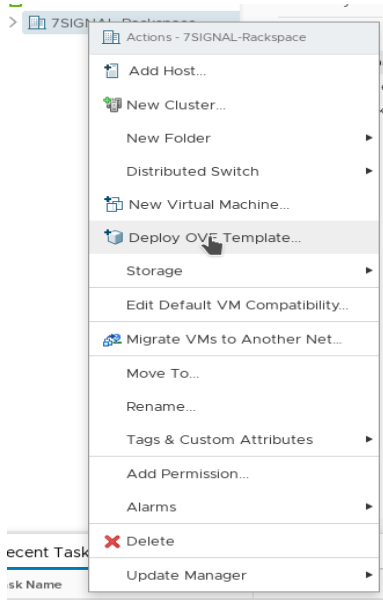 7SIGNAL-Rackspace
Actions - 7SIGNAL-Rackspace
Add Host...
New Cluster...
New Folder
Distributed Switch
New Virtual Machine...
Deploy OVF Template...
Storage
Edit Default VM Compatibility...
Migrate VMs to Another Net...
Move To...
Rename...
Tags & Custom Attributes
Add Permission...
Alarms
Delete
ecent Task
Update Manager
sk Name